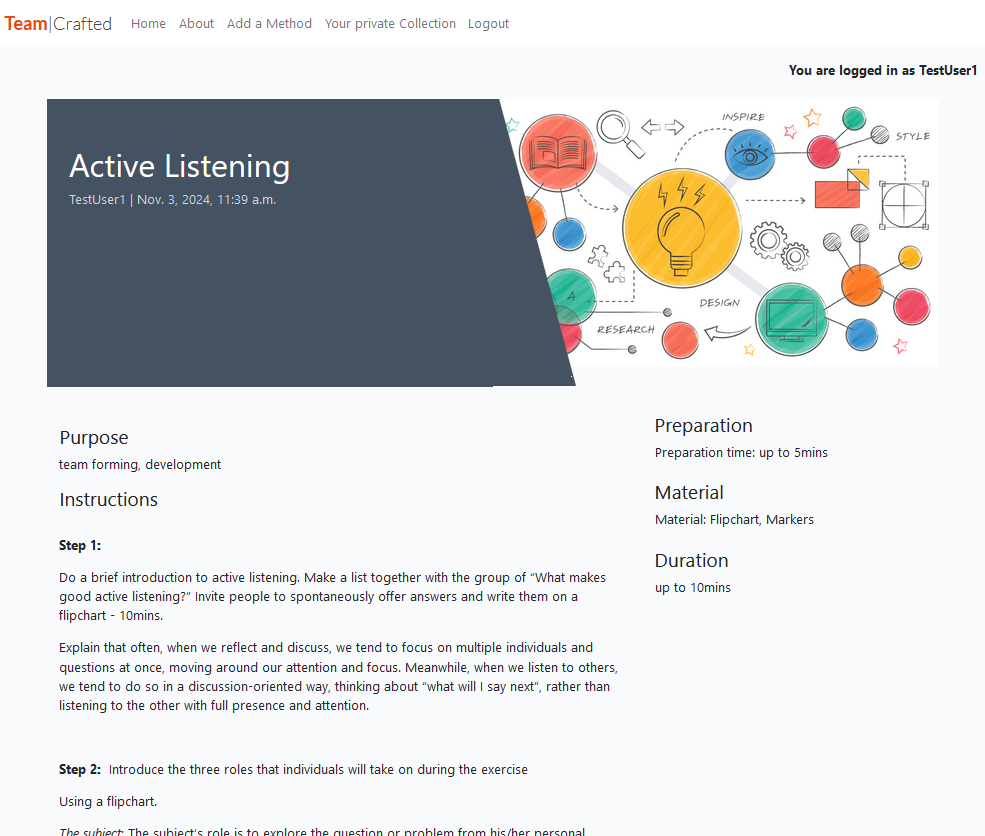 Team|Crafted Home About Add a Method Your private Collection Logout
You are logged in as TestUser1
Active Listening
TestUser1 | Nov. 3, 2024, 11:39 a.m.
INSPIRE
STYLE
A
DESIGN
RESEARCH
Purpose
team forming, development
Instructions
Step 1:
Do a brief introduction to active listening. Make a list together with the group of “What makes
good active listening?” Invite people to spontaneously offer answers and write them on a
flipchart - 10mins.
Explain that often, when we reflect and discuss, we tend to focus on multiple individuals and
questions at once, moving around our attention and focus. Meanwhile, when we listen to others,
we tend to do so in a discussion-oriented way, thinking about “what will I say next”, rather than
listening to the other with full presence and attention.
Step 2: Introduce the three roles that individuals will take on during the exercise
Using a flipchart.
The subject: The subject's role is to explore the question or problem from his/her personal
Preparation
Preparation time: up to 5mins
Material
Material: Flipchart, Markers
Duration
up to 10mins